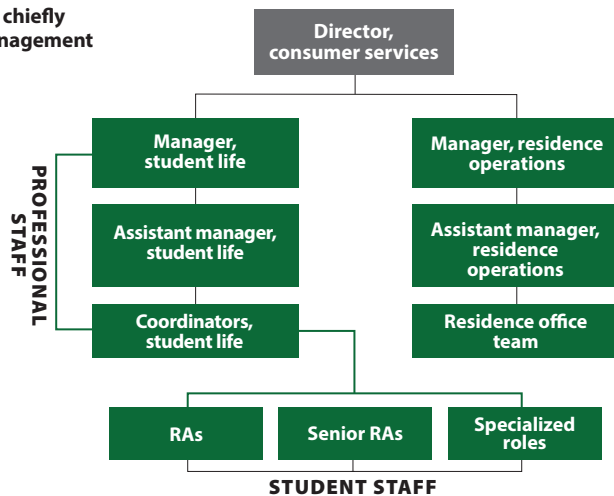 chiefly
nagement
Director,
consumer services
Manager,
student life
Manager, residence
operations
PROFESSIONAL
STAFF
Assistant manager,
student life
Assistant manager,
residence
operations
Coordinators,
student life
Residence office
team
RAs
Senior RAs
Specialized
roles
STUDENT STAFF